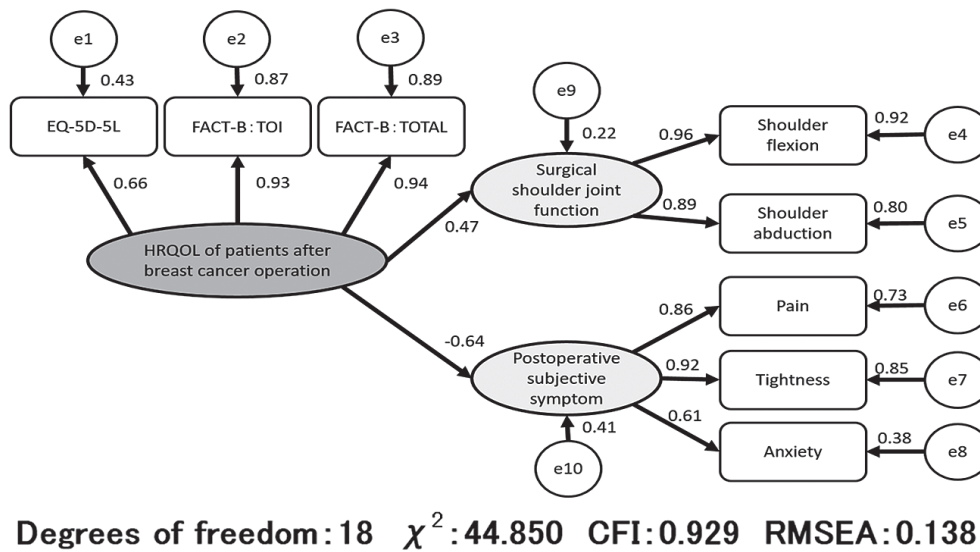 e1
e2
e3
0.43
0.87
0.89
EQ-5D-5L
FACT-B:TOI
FACT-B:TOTAL
0.66
0.93
0.94
HRQOL of patients after
breast cancer operation
0.47
-0.64
e9
0.22
Surgical
shoulder joint
function
0.96
0.89
Shoulder
flexion
0.92
e4
Shoulder
abduction
0.80
e5
Postoperative
subjective
symptom
0.41
e10
0.86
0.92
0.61
Pain
0.73
e6
Tightness
0.85
e7
Anxiety
0.38
e8
Degrees of freedom:18 χ²:44.850 CFI:0.929 RMSEA:0.138